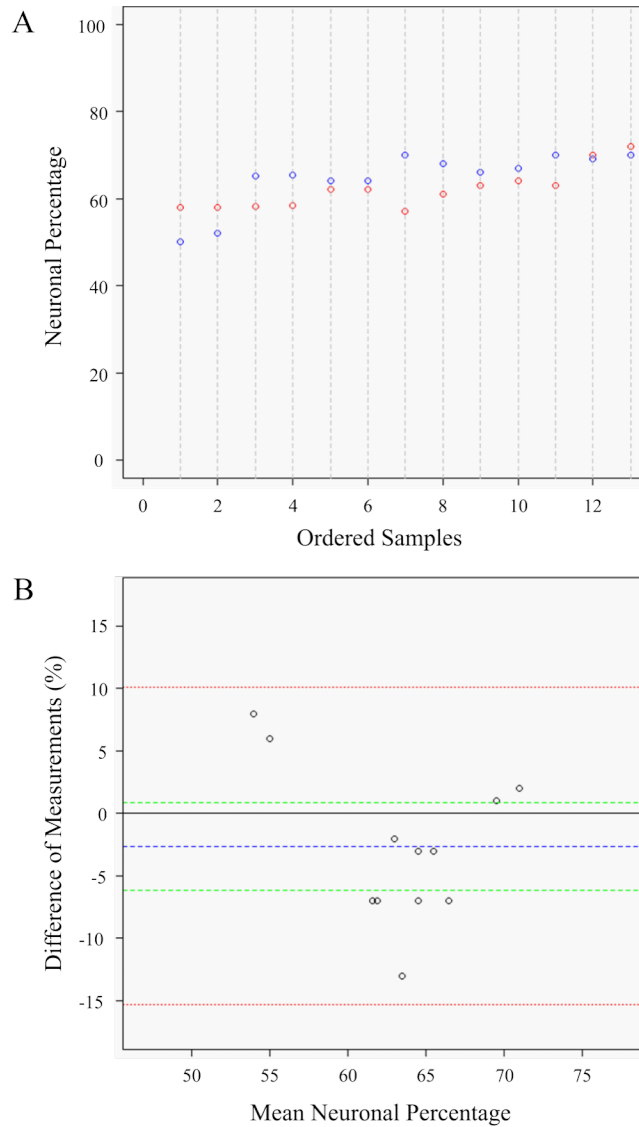 A
100
80
60
40
20
0
Neuronal Percentage
0 2 4 6 8 10 12
Ordered Samples
B
15
10
5
0
-5
-10
-15
Difference of Measurements (%)
50 55 60 65 70 75
Mean Neuronal Percentage